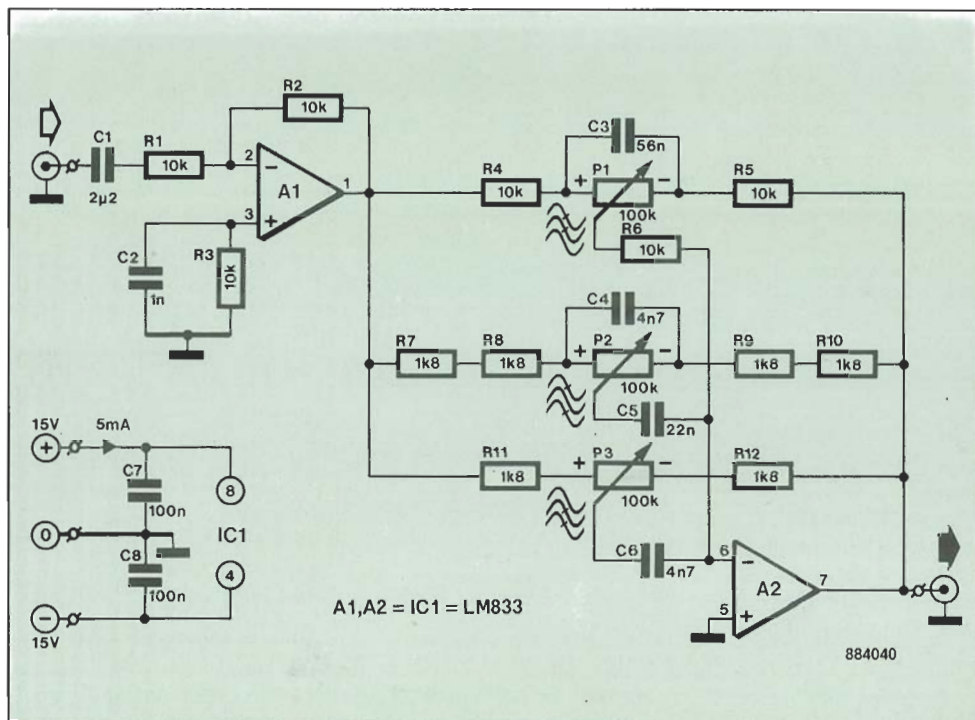 R2
10k
C1
2µ2
R1
10k
2
−
A1
1
3
+
R3
10k
C2
1n
R4
10k
C3
56n
+
P1
−
100k
R5
10k
R6
10k
C4
4n7
R7
1k8
R8
1k8
+
P2
−
100k
R9
1k8
R10
1k8
C5
22n
R11
1k8
+
P3
−
100k
R12
1k8
C6
4n7
6
−
A2
7
5
+
15V
+
5mA
C7
100n
8
0
IC1
C8
100n
4
−
15V
A1,A2 = IC1 = LM833
884040